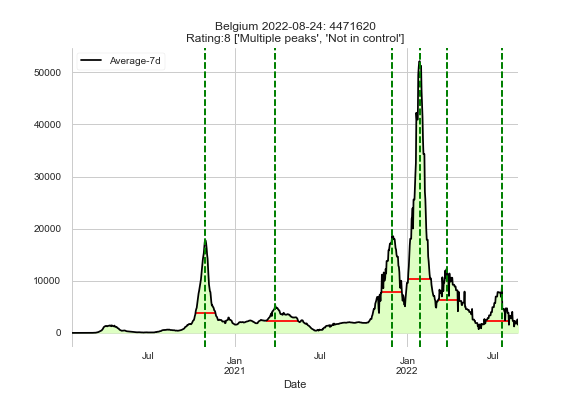 Belgium 2022-08-24: 4471620
Rating:8 ['Multiple peaks', 'Not in control']
Average-7d
50000
40000
30000
20000
10000
0
Jul
Jan
2021
Jul
Jan
2022
Jul
Date